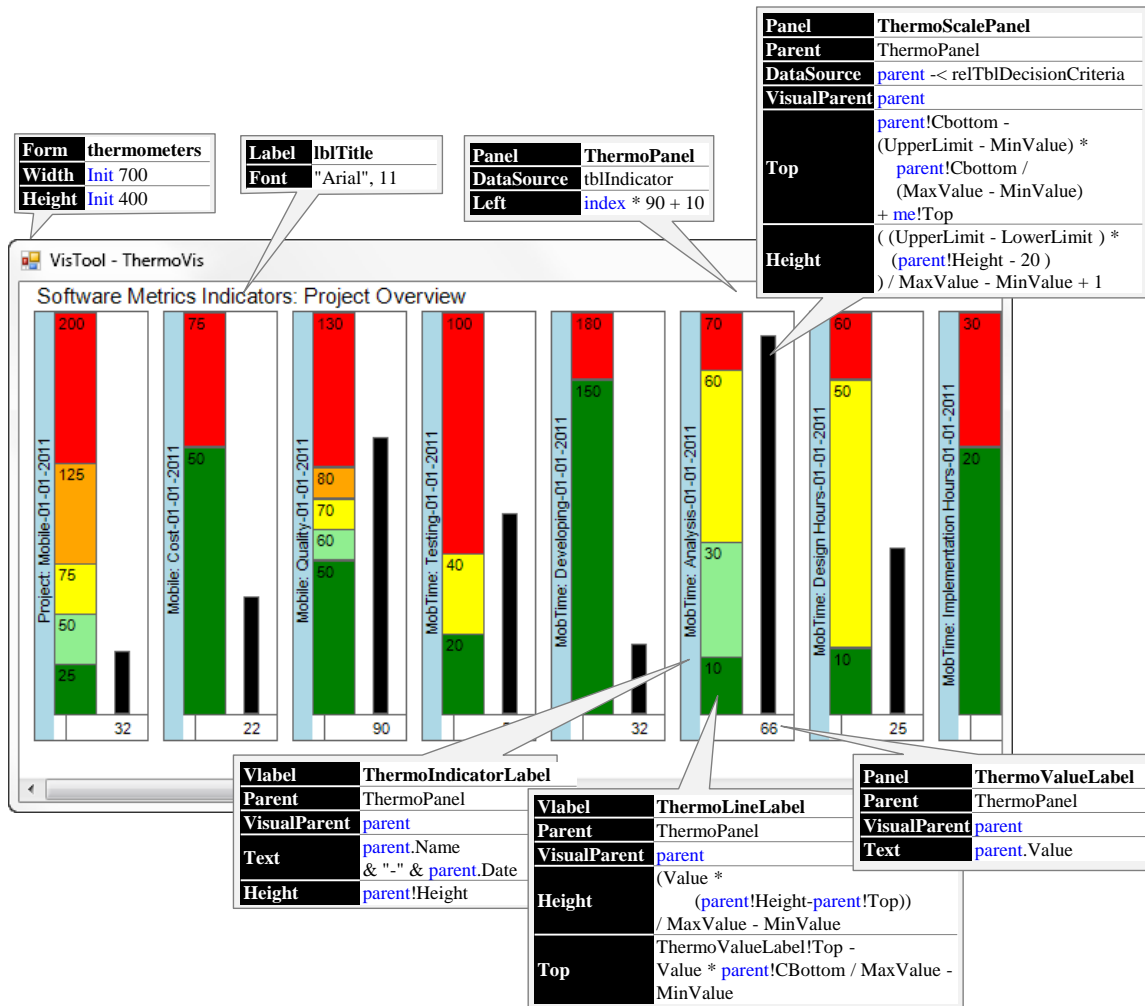 Panel ThermoScalePanel
Parent ThermoPanel
DataSource parent -< relTblDecisionCriteria
VisualParent parent
Top parent!Cbottom -
(UpperLimit - MinValue) *
parent!Cbottom /
(MaxValue - MinValue)
+ me!Top
Height ( (UpperLimit - LowerLimit ) *
(parent!Height - 20 )
) / MaxValue - MinValue + 1
Form thermometers
Width Init 700
Height Init 400
Label lblTitle
Font "Arial", 11
Panel ThermoPanel
DataSource tblIndicator
Left index * 90 + 10
VisTool - ThermoVis
Software Metrics Indicators: Project Overview
Project: Mobile-01-01-2011
200
125
75
50
25
32
Mobile: Cost-01-01-2011
75
50
22
Mobile: Quality-01-01-2011
130
80
70
60
50
90
MobTime: Testing-01-01-2011
100
40
20
MobTime: Developing-01-01-2011
180
150
32
MobTime: Analysis-01-01-2011
70
60
30
10
66
MobTime: Design Hours-01-01-2011
60
50
10
25
MobTime: Implementation Hours-01-01-2011
30
20
Vlabel ThermoIndicatorLabel
Parent ThermoPanel
VisualParent parent
Text parent.Name
& "-" & parent.Date
Height parent!Height
Vlabel ThermoLineLabel
Parent ThermoPanel
VisualParent parent
Height (Value *
(parent!Height-parent!Top))
/ MaxValue - MinValue
Top ThermoValueLabel!Top -
Value * parent!CBottom / MaxValue -
MinValue
Panel ThermoValueLabel
Parent ThermoPanel
VisualParent parent
Text parent.Value